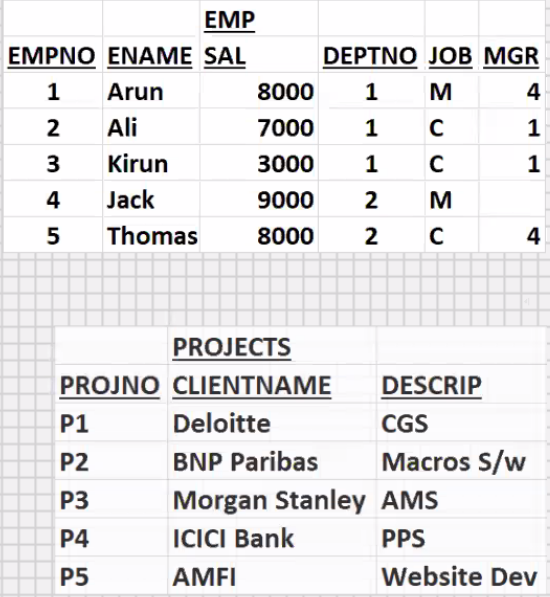 EMP
EMPNO ENAME SAL DEPTNO JOB MGR
1 Arun 8000 1 M 4
2 Ali 7000 1 C 1
3 Kirun 3000 1 C 1
4 Jack 9000 2 M
5 Thomas 8000 2 C 4
PROJECTS
PROJNO CLIENTNAME DESCRIP
P1 Deloitte CGS
P2 BNP Paribas Macros S/w
P3 Morgan Stanley AMS
P4 ICICI Bank PPS
P5 AMFI Website Dev